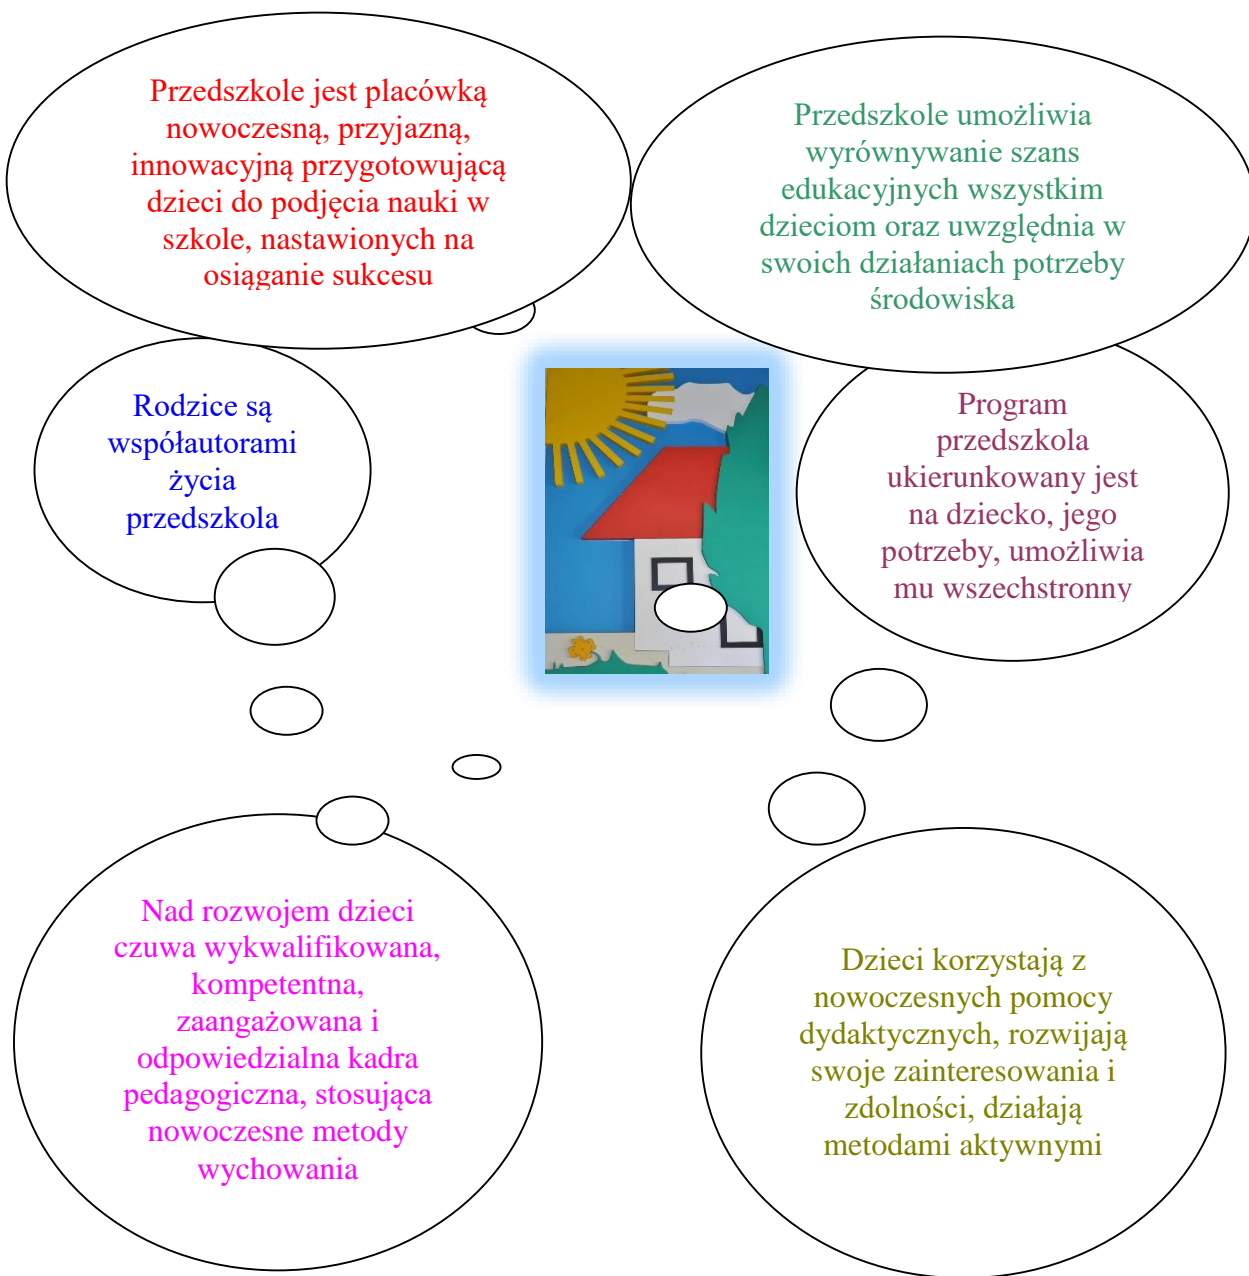 Przedszkole jest placówką
nowoczesną, przyjazną,
innowacyjną przygotowującą
dzieci do podjęcia nauki w
szkole, nastawionych na
osiąganie sukcesu
Przedszkole umożliwia
wyrównywanie szans
edukacyjnych wszystkim
dzieciom oraz uwzględnia w
swoich działaniach potrzeby
środowiska
Rodzice są
współautorami
życia
przedszkola
Program
przedszkola
ukierunkowany jest
na dziecko, jego
potrzeby, umożliwia
mu wszechstronny
Nad rozwojem dzieci
czuwa wykwalifikowana,
kompetentna,
zaangażowana i
odpowiedzialna kadra
pedagogiczna, stosująca
nowoczesne metody
wychowania
Dzieci korzystają z
nowoczesnych pomocy
dydaktycznych, rozwijają
swoje zainteresowania i
zdolności, działają
metodami aktywnymi